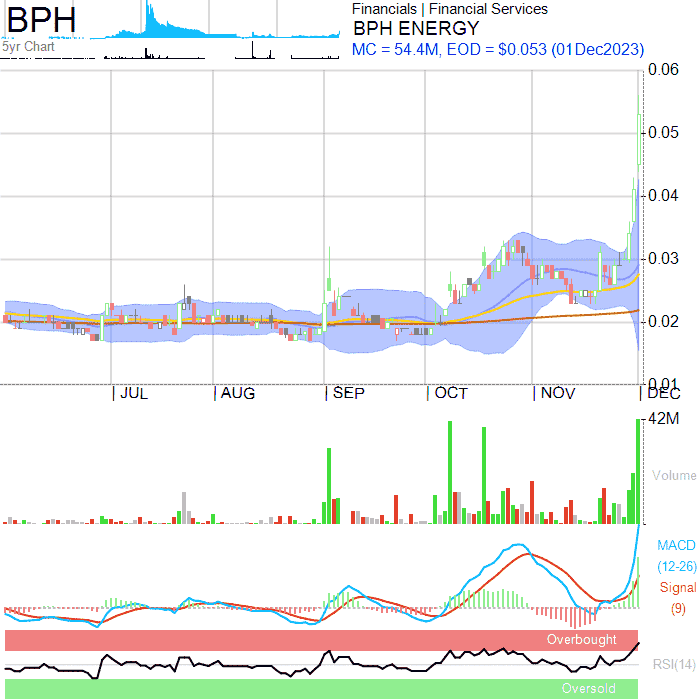 BPH
5yr Chart
Financials | Financial Services
BPH ENERGY
MC = 54.4M, EOD = $0.053 (01Dec2023)
0.06
0.05
0.04
0.03
0.02
0.01
JUL AUG SEP OCT NOV DEC
42M
Volume
MACD
(12-26)
Signal
(9)
Overbought
RSI(14)
Oversold